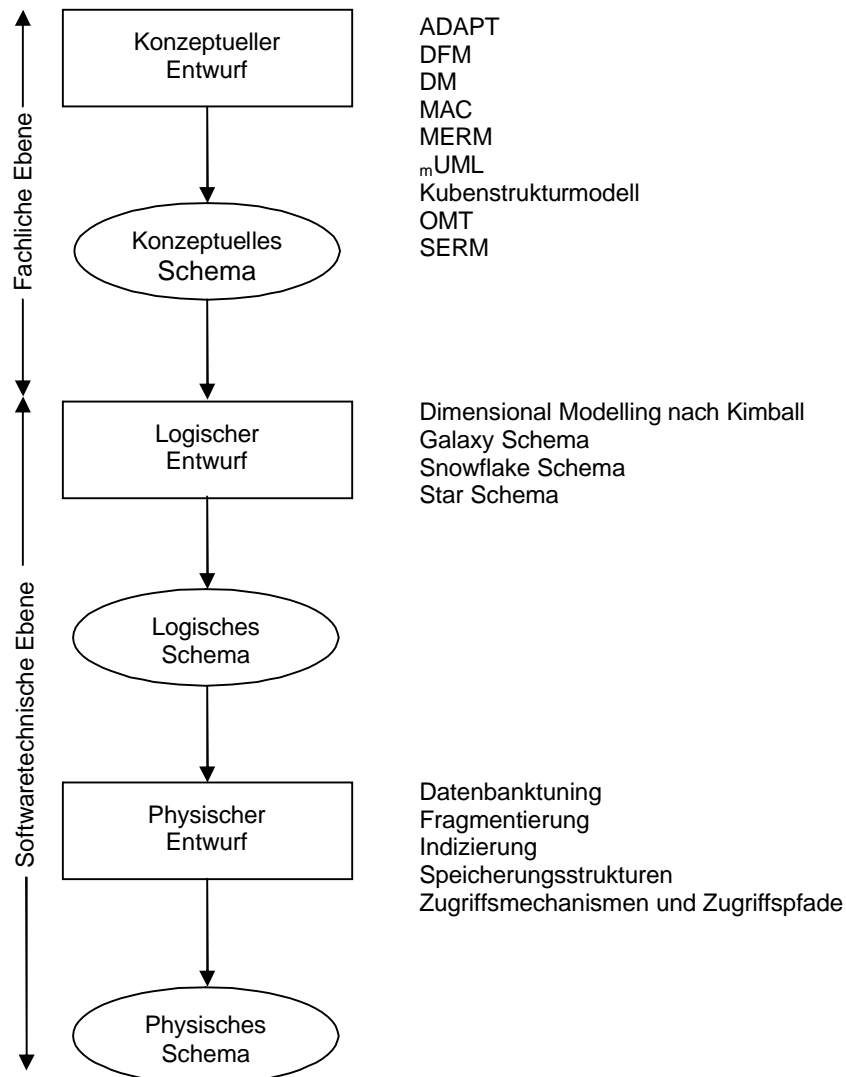 Fachliche Ebene
Konzeptueller
Entwurf
ADAPT
DFM
DM
MAC
MERM
mUML
Kubenstrukturmodell
OMT
SERM
Konzeptuelles
Schema
Softwaretechnische Ebene
Logischer
Entwurf
Dimensional Modelling nach Kimball
Galaxy Schema
Snowflake Schema
Star Schema
Logisches
Schema
Physischer
Entwurf
Datenbanktuning
Fragmentierung
Indizierung
Speicherungsstrukturen
Zugriffsmechanismen und Zugriffspfade
Physisches
Schema